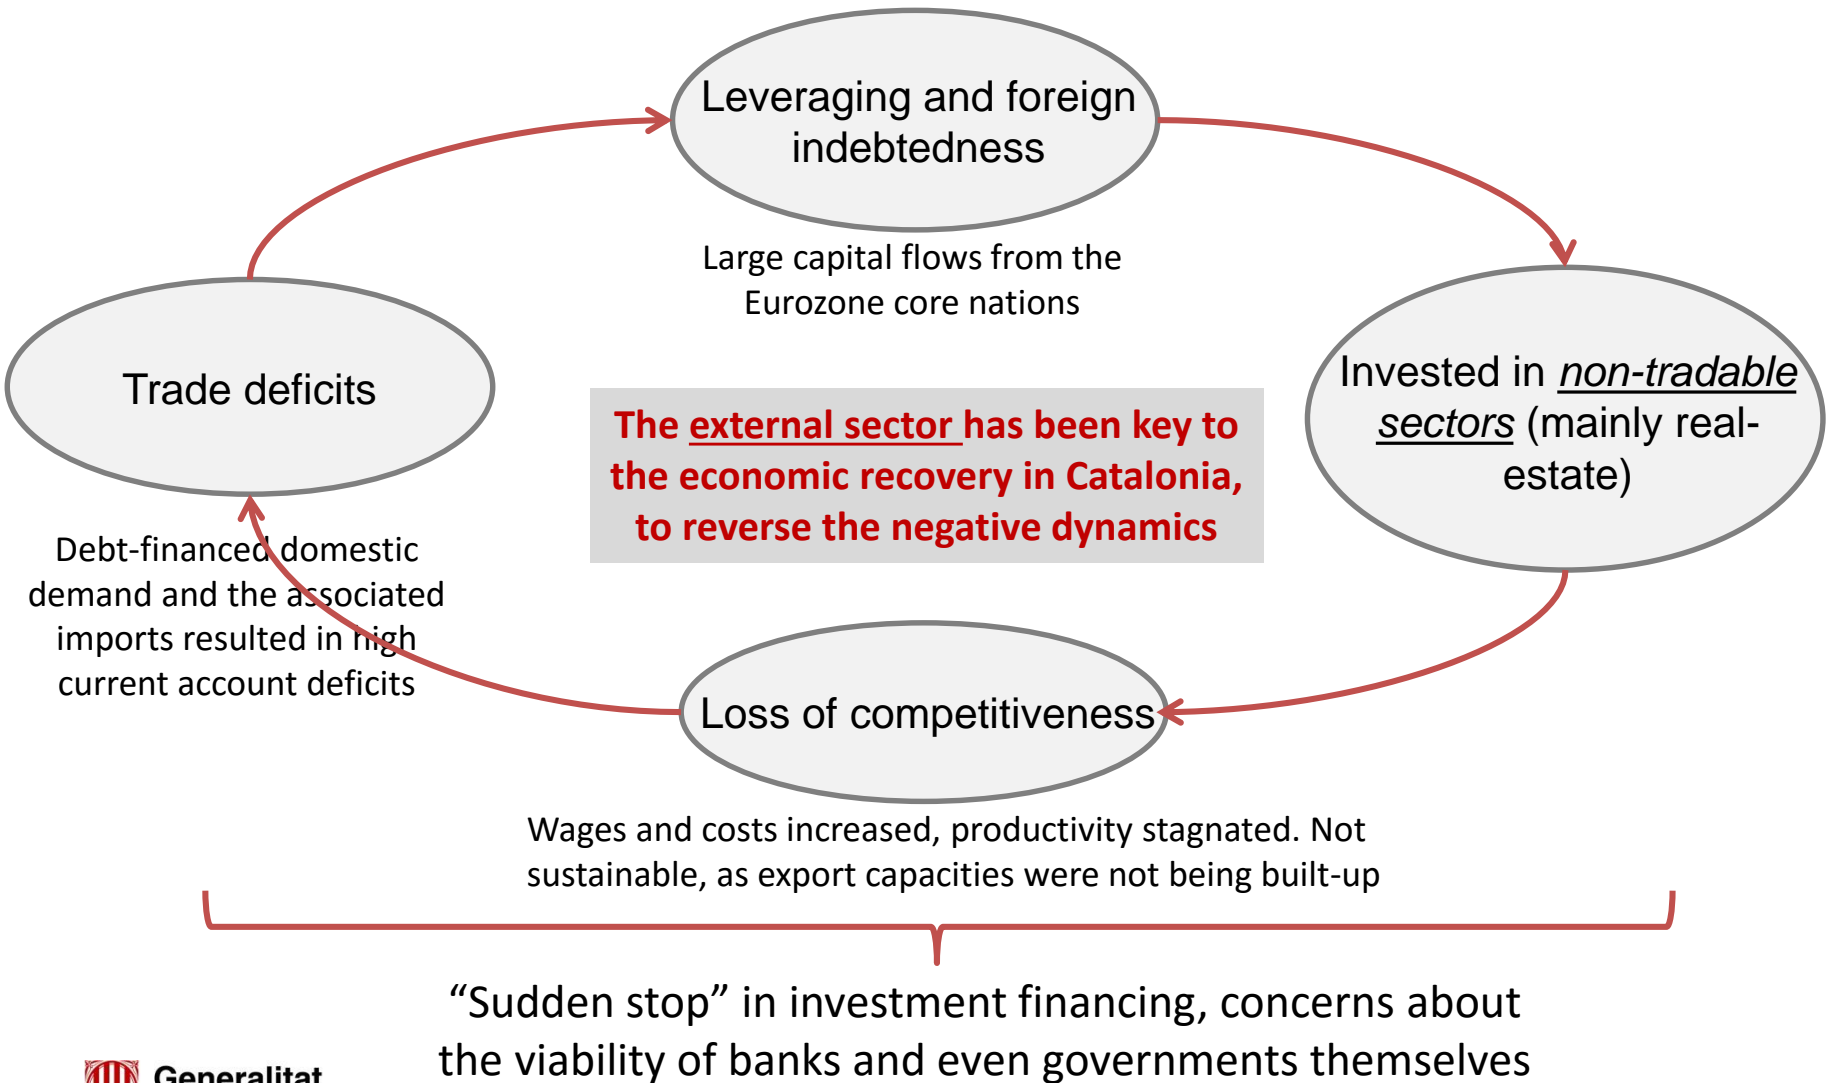 Leveraging and foreign
indebtedness
Large capital flows from the
Eurozone core nations
Trade deficits
Invested in non-tradable
sectors (mainly real-
estate)
The external sector has been key to
the economic recovery in Catalonia,
to reverse the negative dynamics
Debt-financed domestic
demand and the associated
imports resulted in high
current account deficits
Loss of competitiveness
Wages and costs increased, productivity stagnated. Not
sustainable, as export capacities were not being built-up
“Sudden stop” in investment financing, concerns about
the viability of banks and even governments themselves
Generalitat